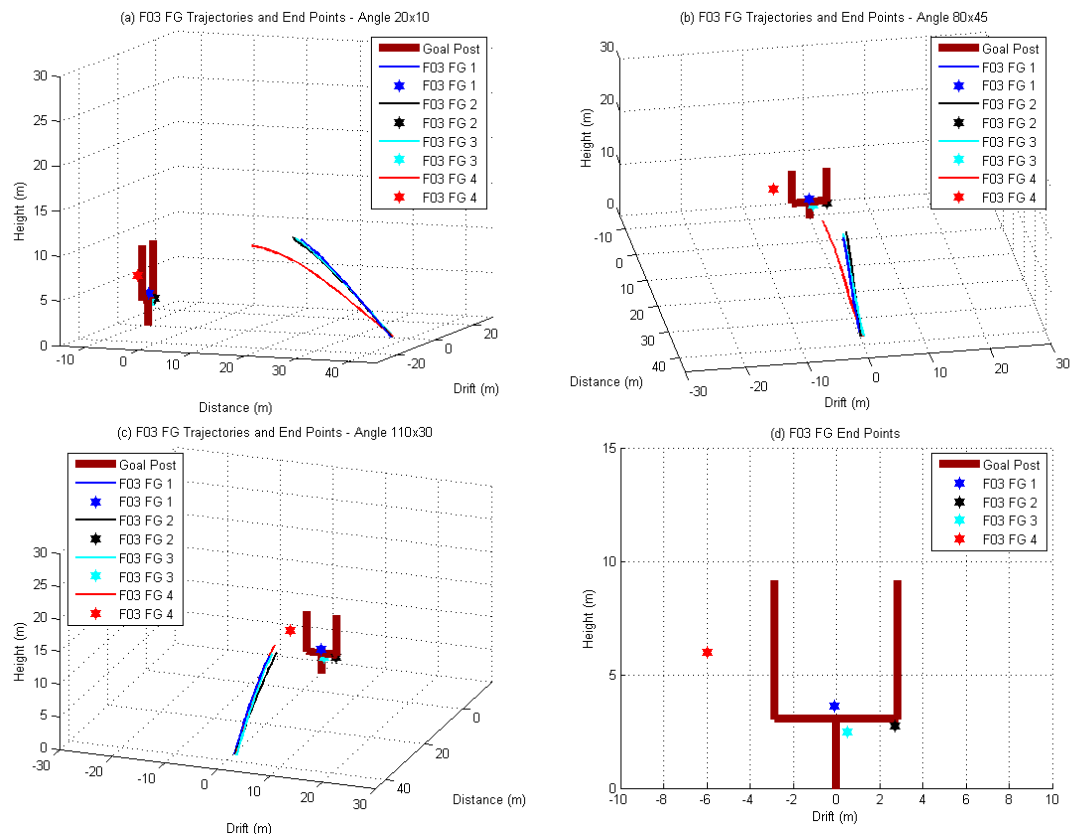 (a) F03 FG Trajectories and End Points - Angle 20x10
30
25
20
15
10
5
0
Height (m)
-10
0
10
20
30
40
Distance (m)
-20
0
20
Drift (m)
Goal Post
F03 FG 1
F03 FG 1
F03 FG 2
F03 FG 2
F03 FG 3
F03 FG 3
F03 FG 4
F03 FG 4
(b) F03 FG Trajectories and End Points - Angle 80x45
30
20
10
0
Height (m)
-10
0
10
20
30
40
Distance (m)
-30
-20
-10
0
10
20
30
Drift (m)
Goal Post
F03 FG 1
F03 FG 1
F03 FG 2
F03 FG 2
F03 FG 3
F03 FG 3
F03 FG 4
F03 FG 4
(c) F03 FG Trajectories and End Points - Angle 110x30
Goal Post
F03 FG 1
F03 FG 1
F03 FG 2
F03 FG 2
F03 FG 3
F03 FG 3
F03 FG 4
F03 FG 4
30
25
20
15
10
5
0
Height (m)
-30
-20
-10
0
10
20
30
Drift (m)
0
20
40
Distance (m)
(d) F03 FG End Points
15
10
5
0
Height (m)
-10
-8
-6
-4
-2
0
2
4
6
8
10
Drift (m)
Goal Post
F03 FG 1
F03 FG 2
F03 FG 3
F03 FG 4